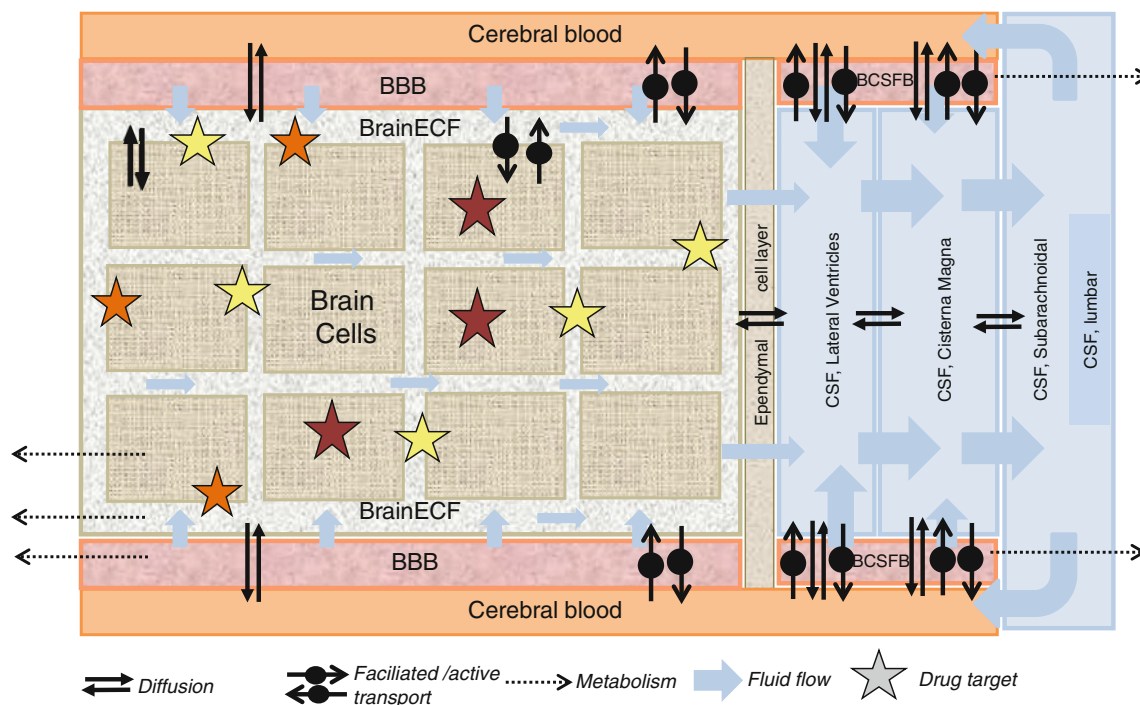 Cerebral blood
BBB
BCSFB
BrainECF
Brain
Cells
Ependymal cell layer
CSF, Lateral Ventricles
CSF, Cisterna Magna
CSF, Subarachnoidal
CSF, lumbar
BrainECF
BBB
BCSFB
Cerebral blood
Diffusion
Faciliated /active
transport
Metabolism
Fluid flow
Drug target